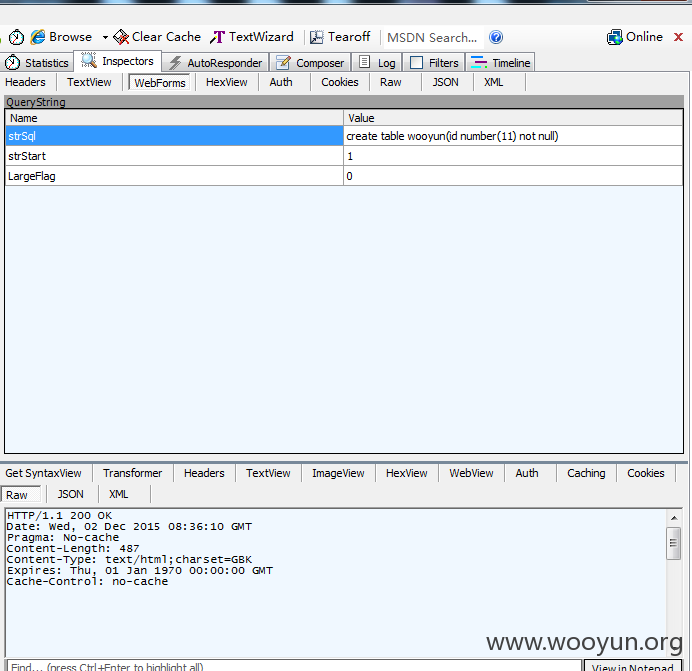 Browse Clear Cache TextWizard Tearoff MSDN Search... Online
Statistics Inspectors AutoResponder Composer Log Filters Timeline
Headers TextView WebForms HexView Auth Cookies Raw JSON XML
QueryString
Name Value
strSql create table wooyun(id number(11) not null)
strStart 1
LargeFlag 0
Get SyntaxView Transformer Headers TextView ImageView HexView WebView Auth Caching Cookies
Raw JSON XML
HTTP/1.1 200 OK
Date: Wed, 02 Dec 2015 08:36:10 GMT
Pragma: No-cache
Content-Length: 487
Content-Type: text/html;charset=GBK
Expires: Thu, 01 Jan 1970 00:00:00 GMT
Cache-Control: no-cache
www.wooyun.org
Find... (press Ctrl+Enter to highlight all) View in Notepad